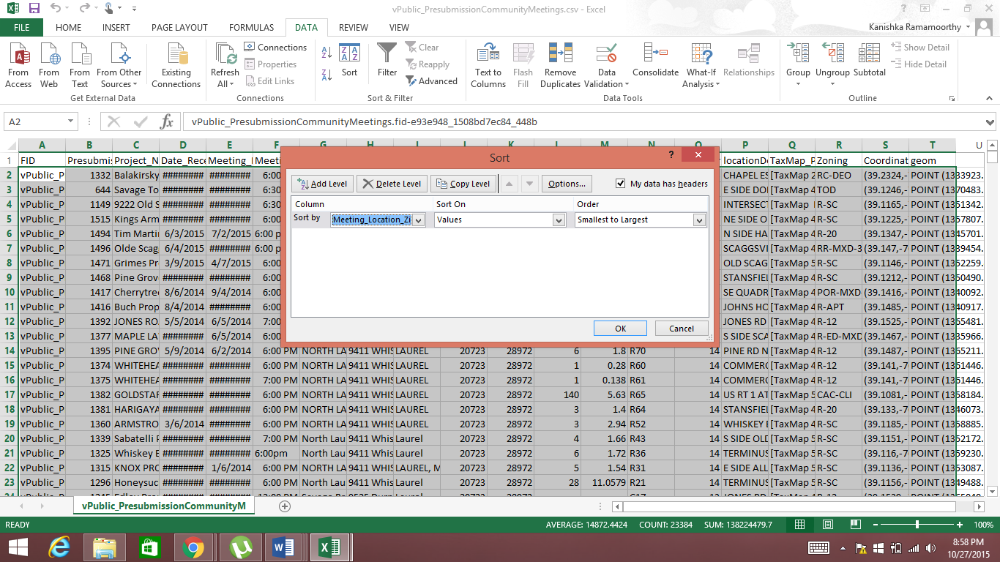 vPublic_PresubmissionCommunityMeetings.csv - Excel
FILE HOME INSERT PAGE LAYOUT FORMULAS DATA REVIEW VIEW Kanishka Ramamoorthy
From Access From Web From Text From Other Sources Existing Connections Refresh All Connections Properties Edit Links Sort Filter Clear Reapply Advanced Text to Columns Flash Fill Remove Duplicates Data Validation Consolidate What-If Analysis Relationships Group Ungroup Subtotal Show Detail Hide Detail
Get External Data Connections Sort & Filter Data Tools Outline
A2 fx vPublic_PresubmissionCommunityMeetings.fid-e93e948_1508bd7ec84_448b
A B C D E F G H I J K L M N O P Q R S T U
1 FID Presubmis Project_N Date_Rece Meeting_ Meeti locationDe TaxMap_P Zoning Coordinat geom
2 vPublic_P 1332 Balakirsky ######## ######## 6:00 CHAPEL ES [TaxMap 2 RC-DEO (39.2324,- POINT (1333923.
3 vPublic_P 644 Savage To ######## ######## 6:30 E SIDE DOI [TaxMap 4 TOD (39.1246,- POINT (1370483.
4 vPublic_P 1149 9222 Old S ######## ######## 6:30 INTERSECT [TaxMap R-SC (39.1165,- POINT (1351342.
5 vPublic_P 1515 Kings Arm ######## ######## 6:00 NE SIDE O [TaxMap 4 R-SC (39.1225,- POINT (1357807.
6 vPublic_P 1494 Tim Marti 6/3/2015 7/2/2015 6:00 p N SIDE HA [TaxMap 4 R-20 (39.1347,- POINT (1345701.
7 vPublic_P 1496 Olde Scag 6/4/2015 ######## 6:00 p SCAGGSVI [TaxMap 4 RR-MXD-3 (39.147,-7 POINT (1339454.
8 vPublic_P 1471 Grimes Pr 3/9/2015 4/7/2015 6:00 OLD SCAG [TaxMap 4 R-SC (39.1146,- POINT (1352259.
9 vPublic_P 1468 Pine Grov ######## ######## 6:00 STANSFIEL [TaxMap 4 R-SC (39.1212,- POINT (1350490.
10 vPublic_P 1417 Cherrytree 8/6/2014 9/4/2014 6:00 SE QUADR [TaxMap 4 POR-MXD (39.1416,- POINT (1340092.
11 vPublic_P 1416 Buch Prop 8/4/2014 ######## 6:00 JOHNS HO [TaxMap 4 R-APT (39.1485,- POINT (1340917.
12 vPublic_P 1392 JONES RO 5/5/2014 6/5/2014 7:00 JONES RD [TaxMap 4 R-12 (39.1525,- POINT (1365481.
13 vPublic_P 1377 MAPLE LA ######## 6/5/2014 6:00 S SIDE SCA [TaxMap 4 R-ED-MXD (39.1467,- POINT (1335966.
14 vPublic_P 1395 PINE GROV 5/9/2014 6/2/2014 6:00 PM NORTH LA 9411 WHIS LAUREL 20723 28972 6 1.8 R70 14 PINE RD N [TaxMap 4 R-12 (39.1487,- POINT (1365211.
15 vPublic_P 1374 WHITEHEA ######## ######## 7:00 PM NORTH LA 9411 WHIS LAUREL 20723 28972 1 0.28 R60 14 COMMERC [TaxMap 4 R-12 (39.141,-7 POINT (1361446.
16 vPublic_P 1375 WHITEHEA ######## ######## 7:00 PM NORTH LA 9411 WHIS LAUREL 20723 28972 1 0.138 R61 14 COMMERC [TaxMap 4 R-12 (39.141,-7 POINT (1361446.
17 vPublic_P 1382 GOLDSTAR ######## ######## 6:00 PM NORTH LA 9411 WHIS LAUREL 20723 28972 140 5.63 R65 14 US RT 1 AT [TaxMap 5 CAC-CLI (39.1081,- POINT (1358184.
18 vPublic_P 1381 HARIGAYA ######## ######## 6:00 PM NORTH LA 9411 WHIS LAUREL 20723 28972 3 1.4 R64 14 STANSFIEL [TaxMap 4 R-20 (39.133,-7 POINT (1346073.
19 vPublic_P 1360 ARMSTRO 3/6/2014 ######## 6:00 PM NORTH LA 9411 WHIS LAUREL 20723 28972 3 2.94 R52 14 WHISKEY B [TaxMap 4 R-SC (39.1185,- POINT (1358885.
20 vPublic_P 1339 Sabatelli P ######## ######## 7:00 PM North Lau 9411 Whis Laurel 20723 28972 4 1.66 R43 14 S SIDE OLD [TaxMap 5 R-SC (39.1151,- POINT (1352172.
21 vPublic_P 1325 Whiskey E ######## ######## 6:00pm North Lau 9411 Whis Laurel 20723 28972 6 1.72 R36 14 TERMINUS [TaxMap 5 R-SC (39.116,-7 POINT (1359230.
22 vPublic_P 1315 KNOX PRO ######## 1/6/2014 6:00 PM NORTH LA 9411 WHIS LAUREL, M 20723 28972 5 1.54 R31 14 E SIDE ALL [TaxMap 5 R-SC (39.1136,- POINT (1353087.
23 vPublic_P 1296 Honeysuc ######## ######## 6:00 PM North Lau 9411 Whis Laurel 20723 28972 28 11.0579 R21 14 TERMINUS [TaxMap 5 R-SC (39.1156,- POINT (1349488.
Sort ?
Add Level Delete Level Copy Level Options... My data has headers
Column Sort On Order
Sort by Meeting_Location_Zi Values Smallest to Largest
OK Cancel
vPublic_PresubmissionCommunityM
READY AVERAGE: 14872.4424 COUNT: 23384 SUM: 138224479.7 100%
8:58 PM
10/27/2015